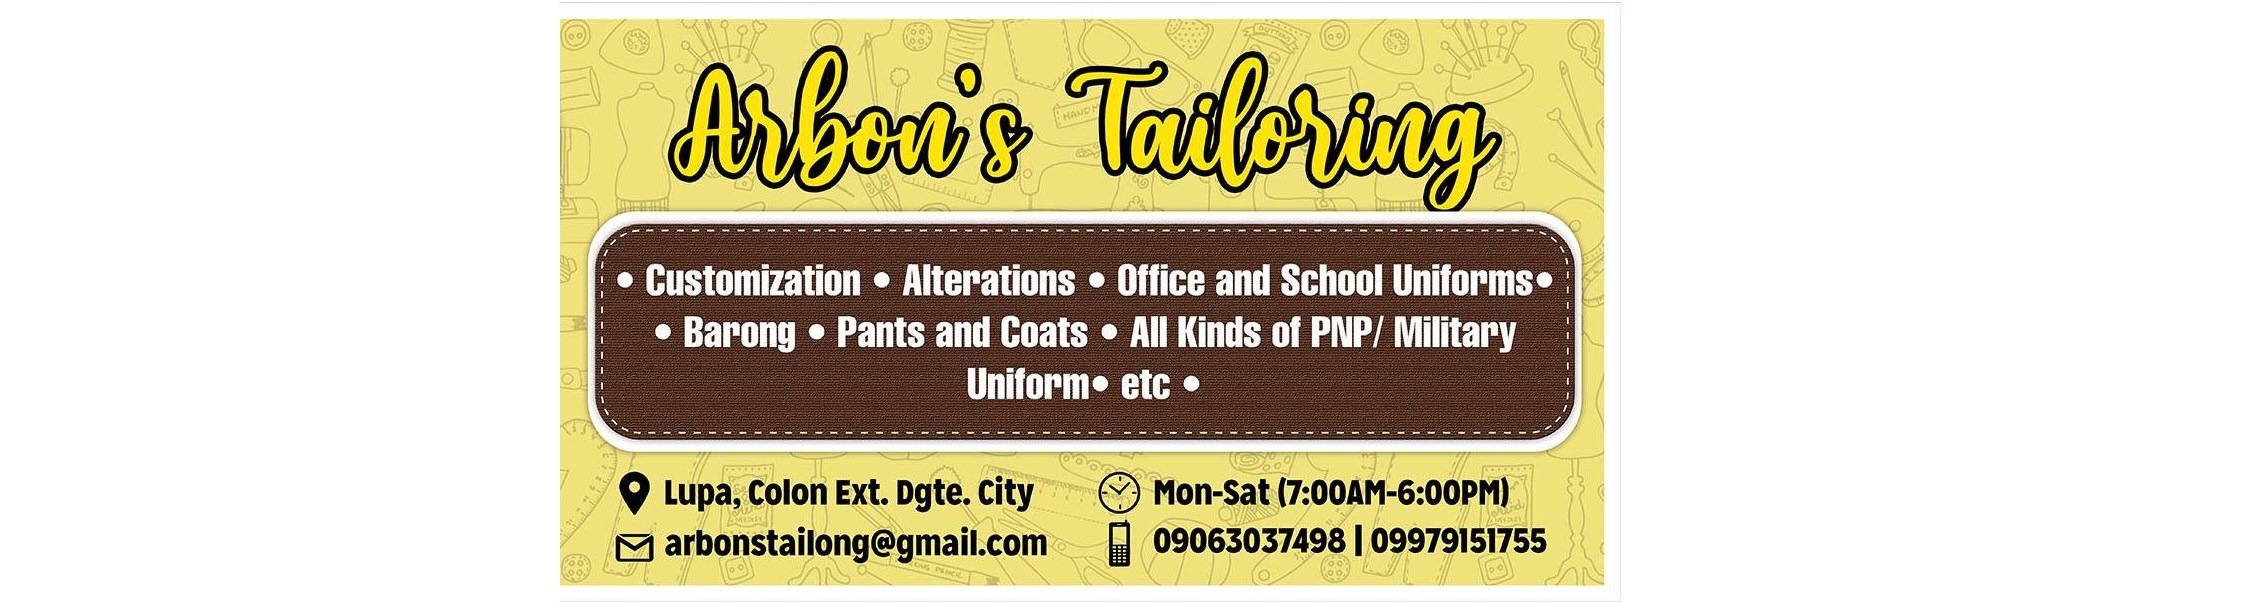 Arbon's Tailoring
• Customization • Alterations • Office and School Uniforms•
• Barong • Pants and Coats • All Kinds of PNP/ Military
Uniform• etc •
Lupa, Colon Ext. Dgte. City
arbonstailong@gmail.com
Mon-Sat (7:00AM-6:00PM)
09063037498 | 09979151755